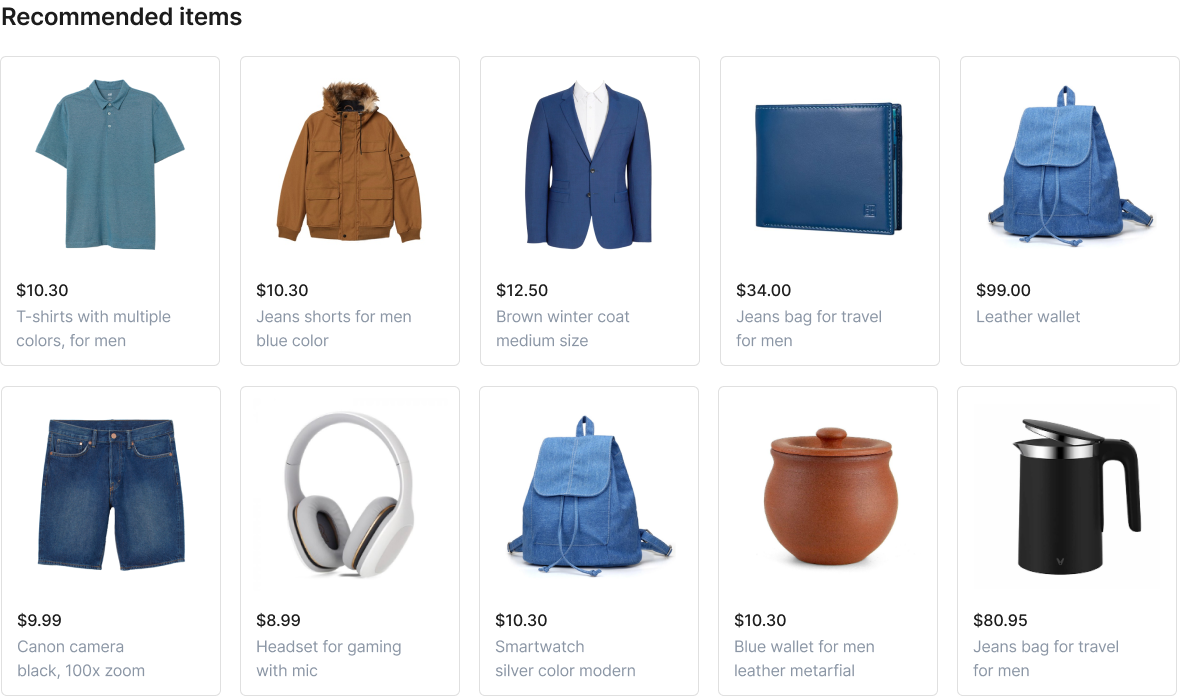 Recommended items
$10.30
T-shirts with multiple
colors, for men
$10.30
Jeans shorts for men
blue color
$12.50
Brown winter coat
medium size
$34.00
Jeans bag for travel
for men
$99.00
Leather wallet
$9.99
Canon camera
black, 100x zoom
$8.99
Headset for gaming
with mic
$10.30
Smartwatch
silver color modern
$10.30
Blue wallet for men
leather metarfial
$80.95
Jeans bag for travel
for men